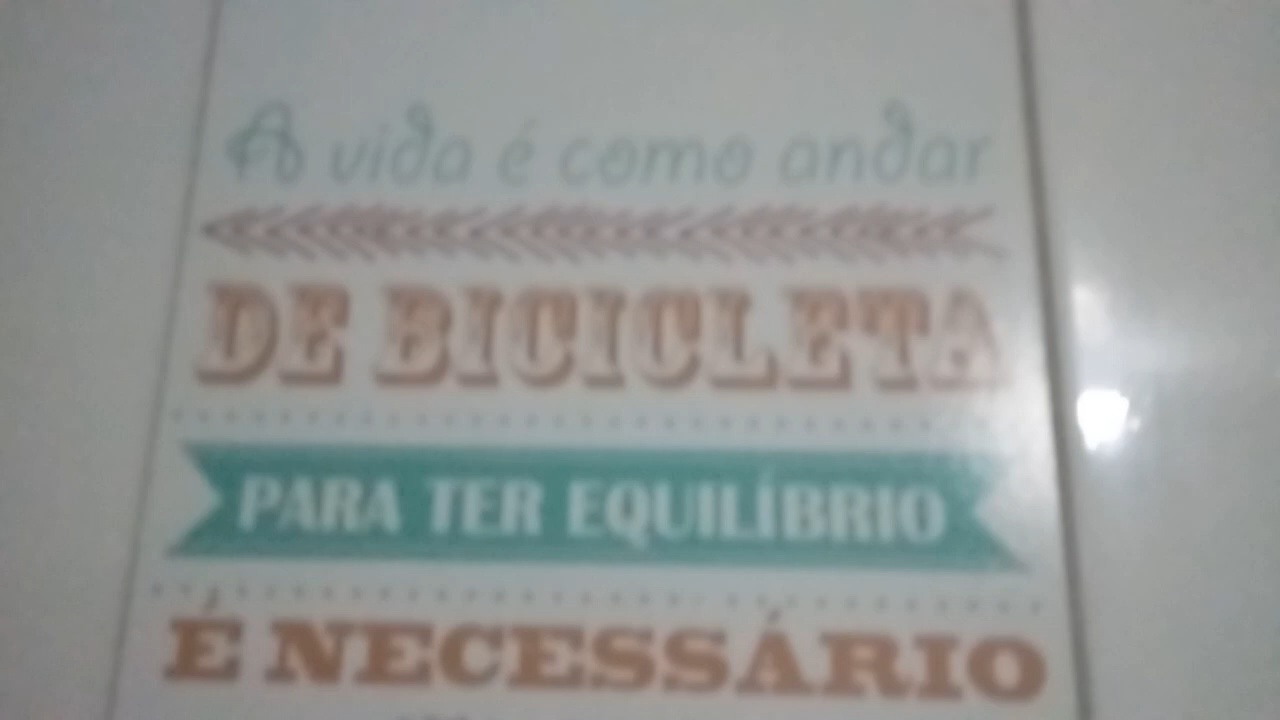 A vida é como andar
DE BICICLETA
PARA TER EQUILÍBRIO
É NECESSÁRIO